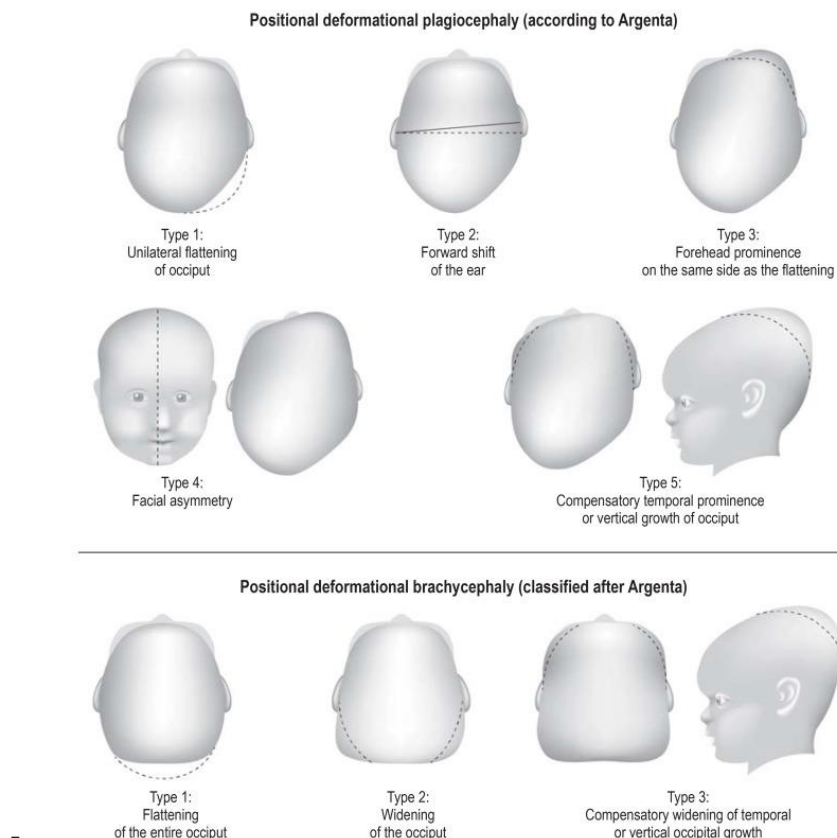 Positional deformational plagiocephaly (according to Argenta)
Type 1:
Unilateral flattening
of occiput
Type 2:
Forward shift
of the ear
Type 3:
Forehead prominence
on the same side as the flattening
Type 4:
Facial asymmetry
Type 5:
Compensatory temporal prominence
or vertical growth of occiput
Positional deformational brachycephaly (classified after Argenta)
Type 1:
Flattening
of the entire occiput
Type 2:
Widening
of the occiput
Type 3:
Compensatory widening of temporal
or vertical occipital growth